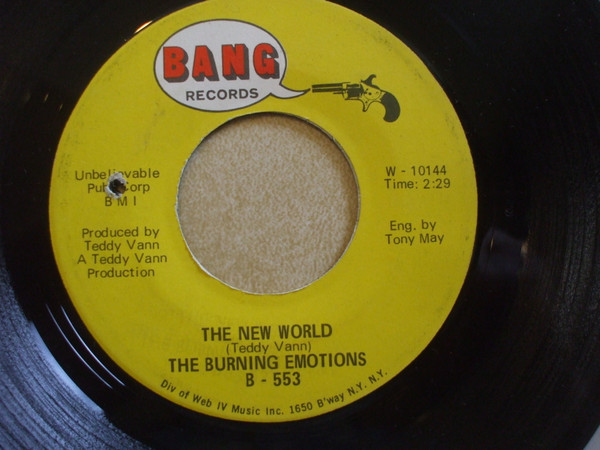 BANG
RECORDS
Unbelievable
Pub Corp
B M I
Produced by
Teddy Vann
A Teddy Vann
Production
W - 10144
Time: 2:29
Eng. by
Tony May
THE NEW WORLD
(Teddy Vann)
THE BURNING EMOTIONS
B - 553
Div of Web IV Music Inc. 1650 B'way N.Y. N.Y.